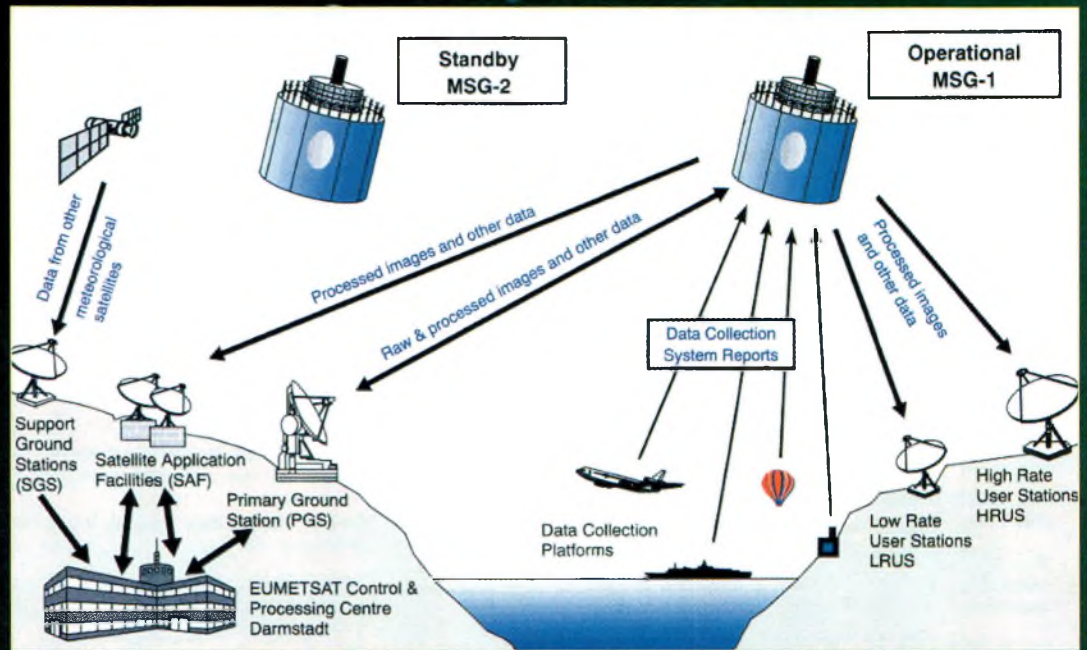 Standby
MSG-2
Operational
MSG-1
Data from other
meteorological
satellites
Processed images and other data
Raw & processed images and other data
Data Collection
System Reports
Processed images
and other data
Support
Ground
Stations
(SGS)
Satellite Application
Facilities (SAF)
Primary Ground
Station (PGS)
EUMETSAT Control &
Processing Centre
Darmstadt
Data Collection
Platforms
Low Rate
User Stations
LRUS
High Rate
User Stations
HRUS